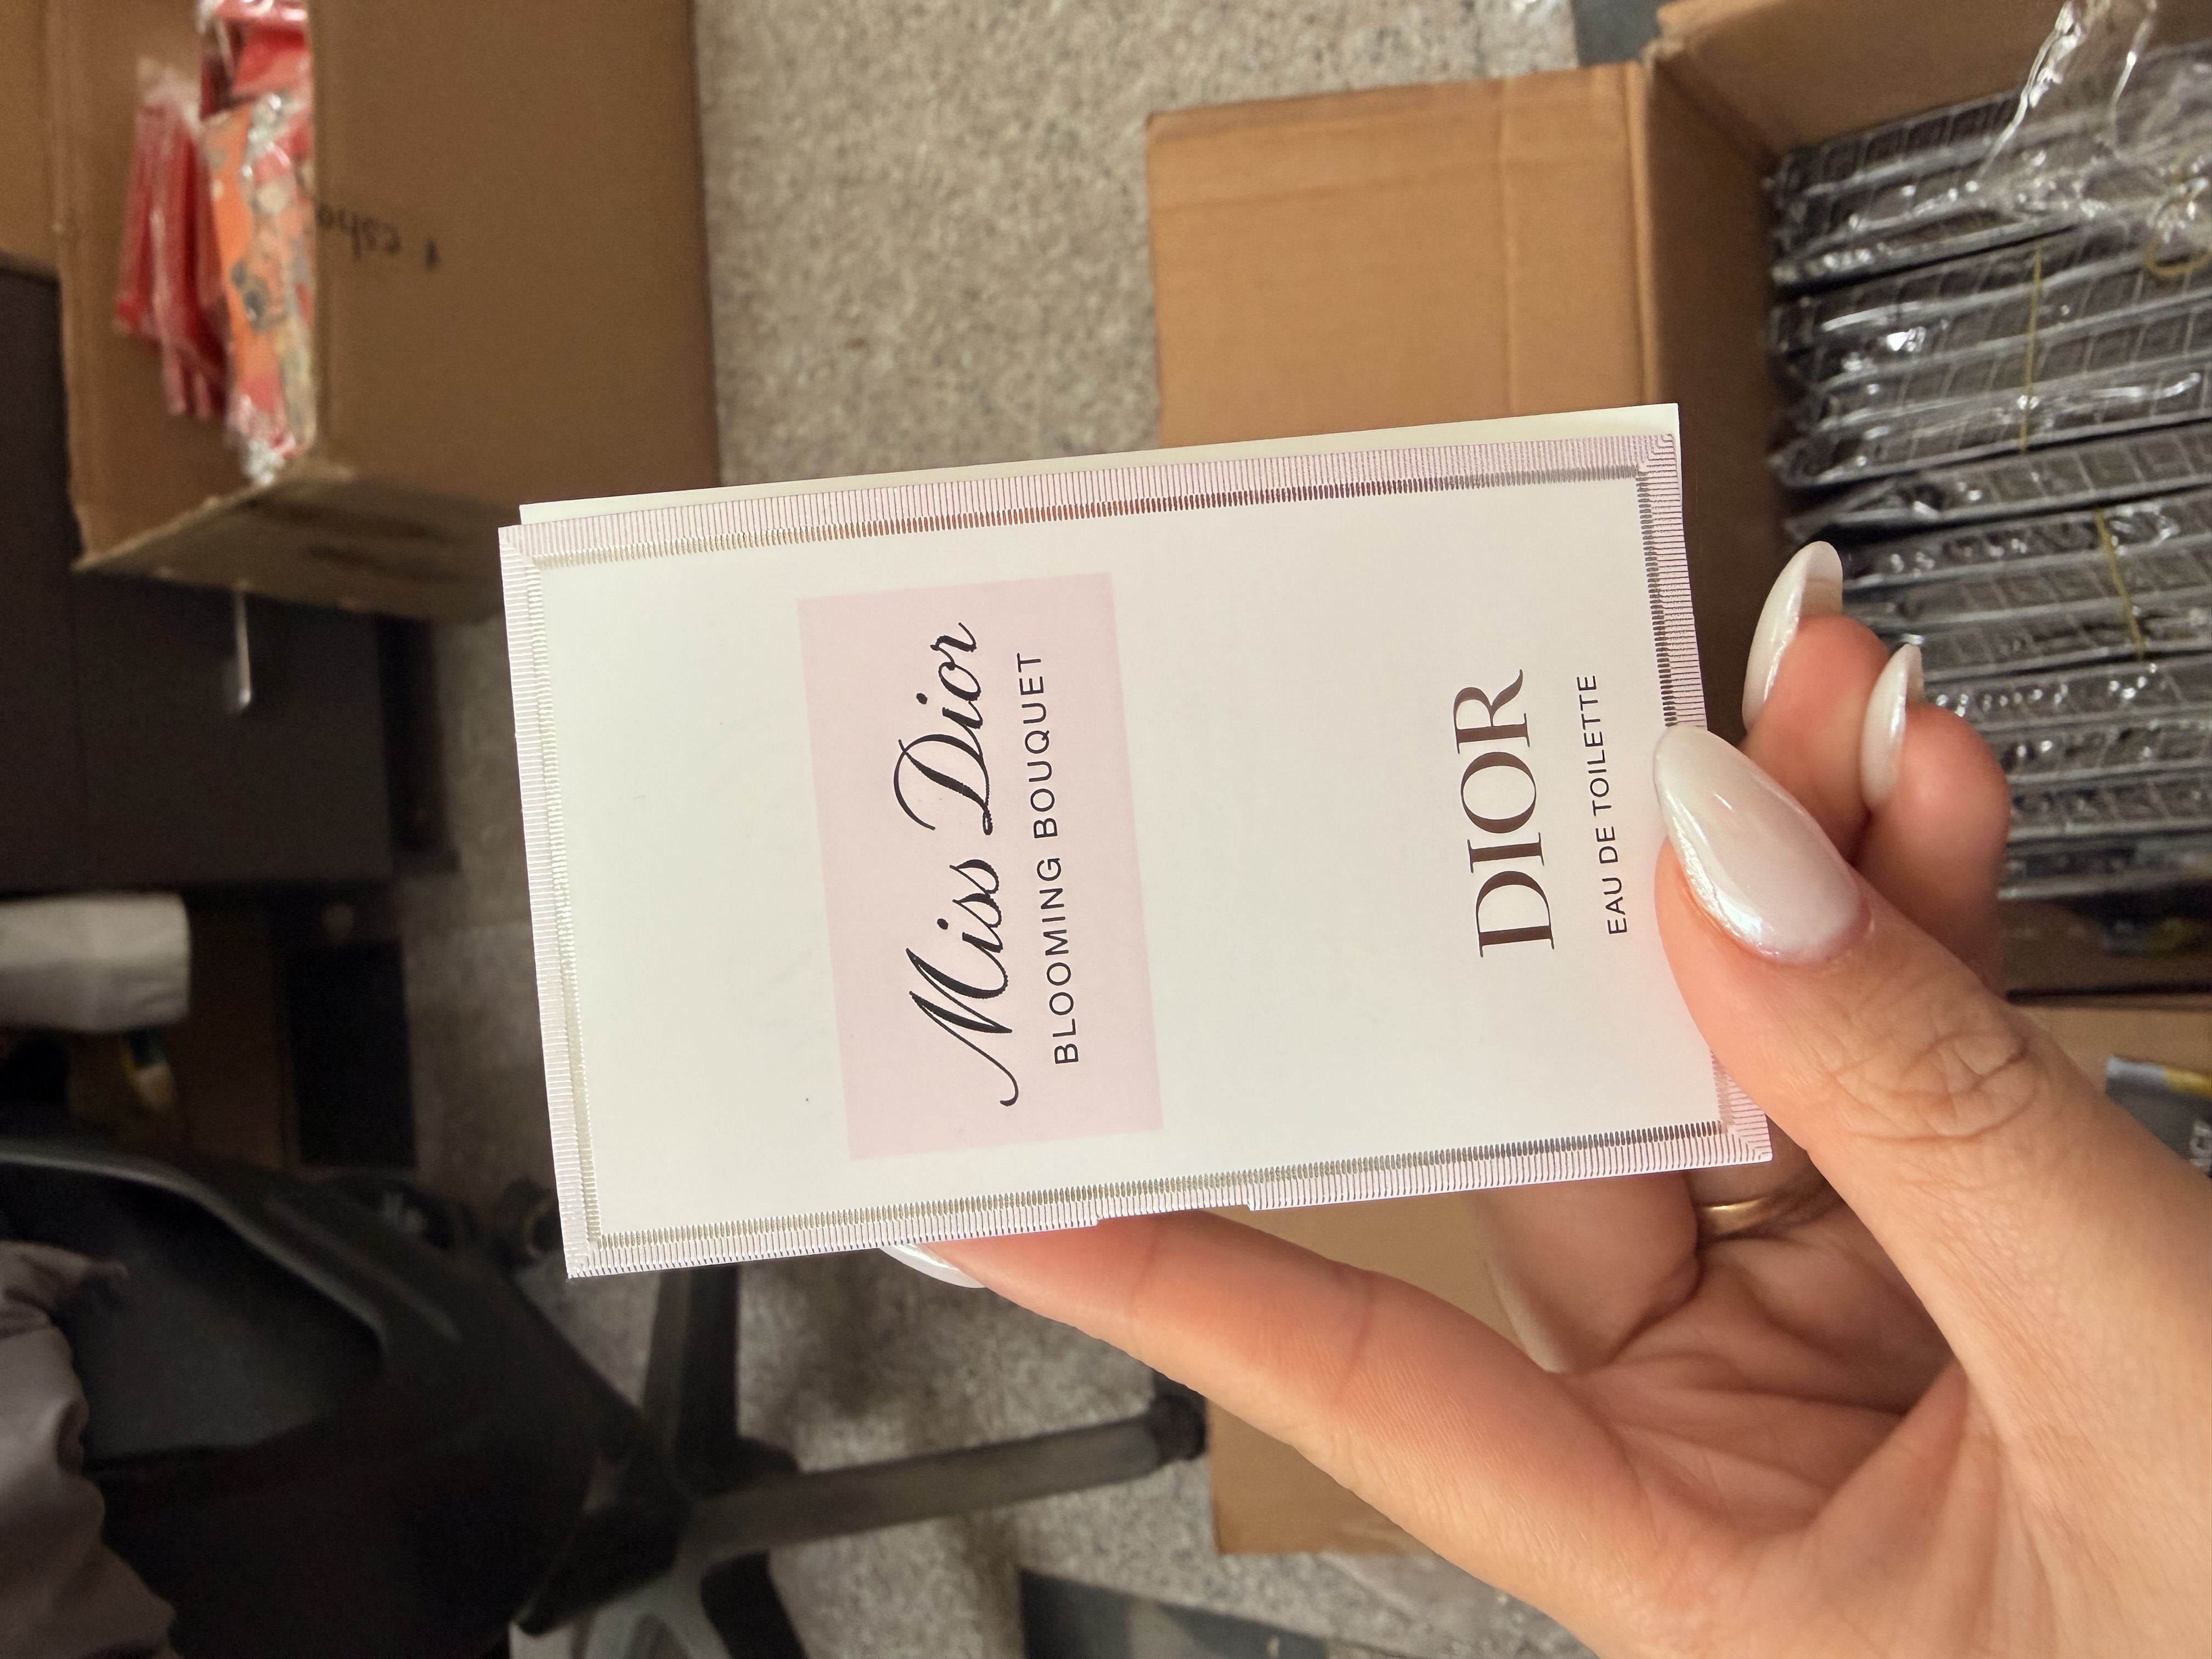 Miss Dior
BLOOMING BOUQUET
DIOR
EAU DE TOILETTE